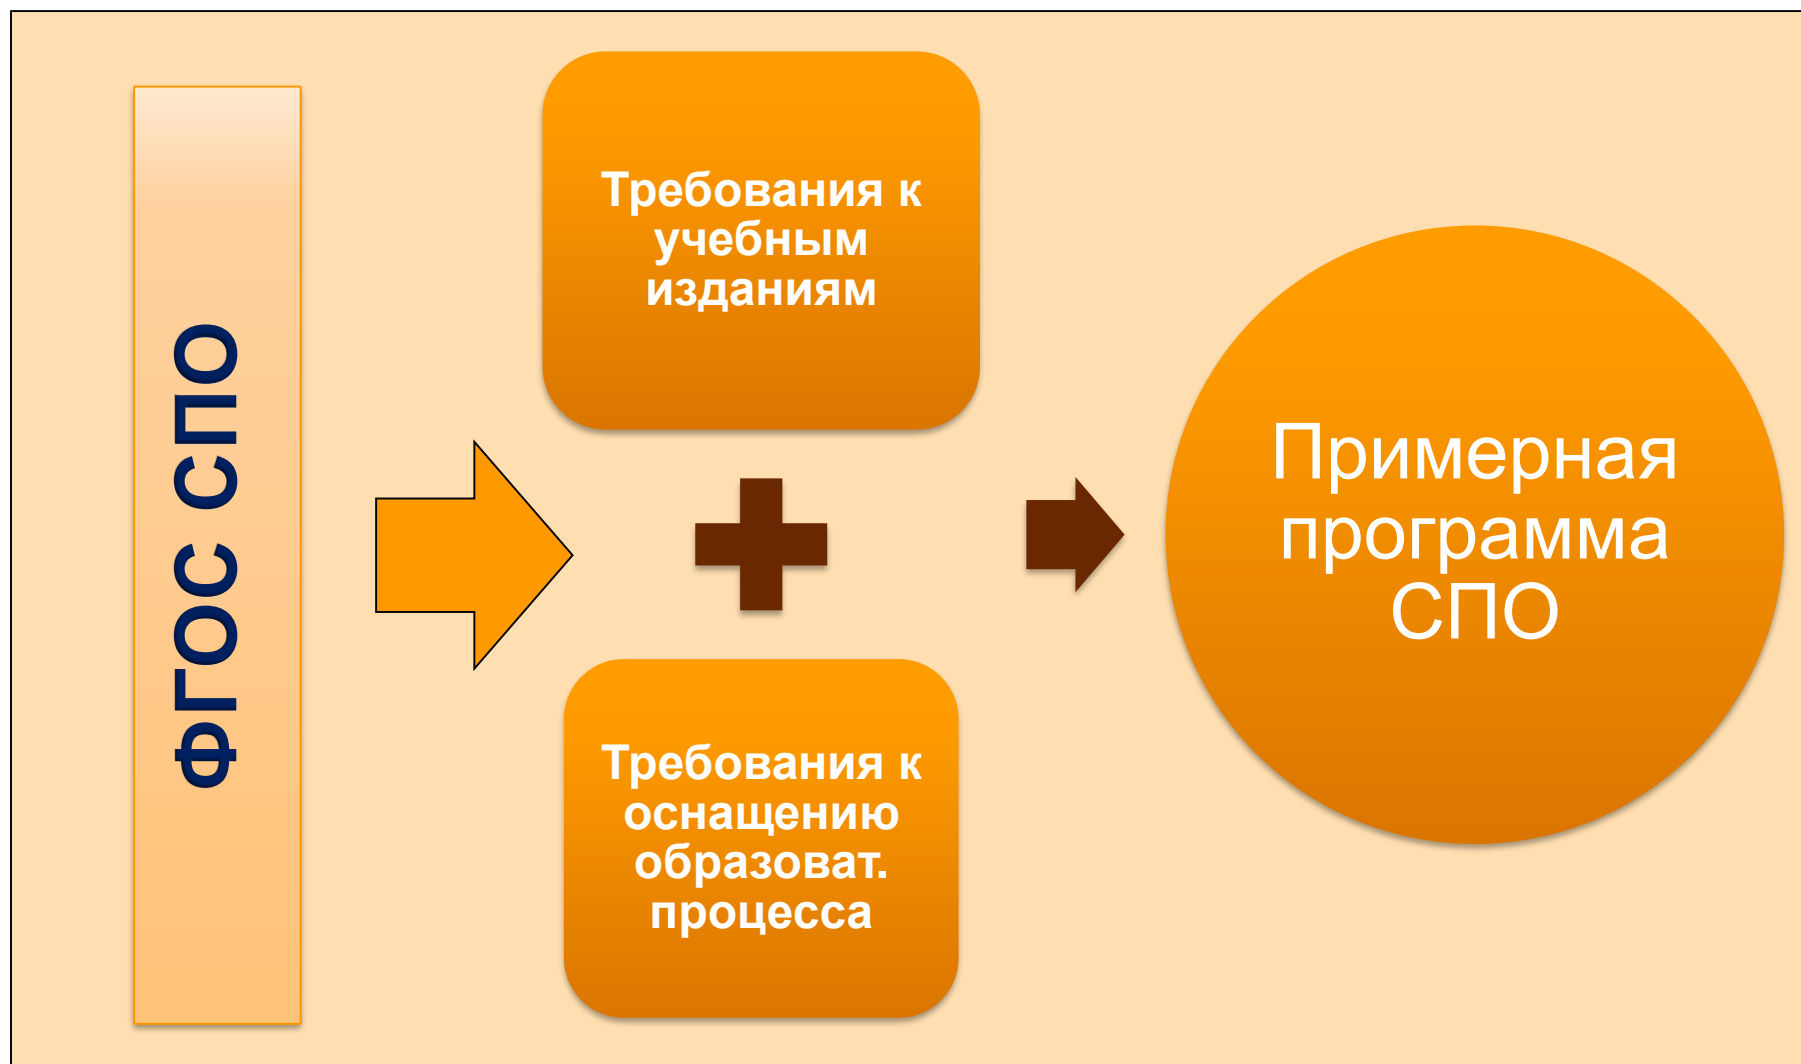 ФГОС СПО
Требования к
учебным
изданиям
Требования к
оснащению
образоват.
процесса
Примерная
программа
СПО